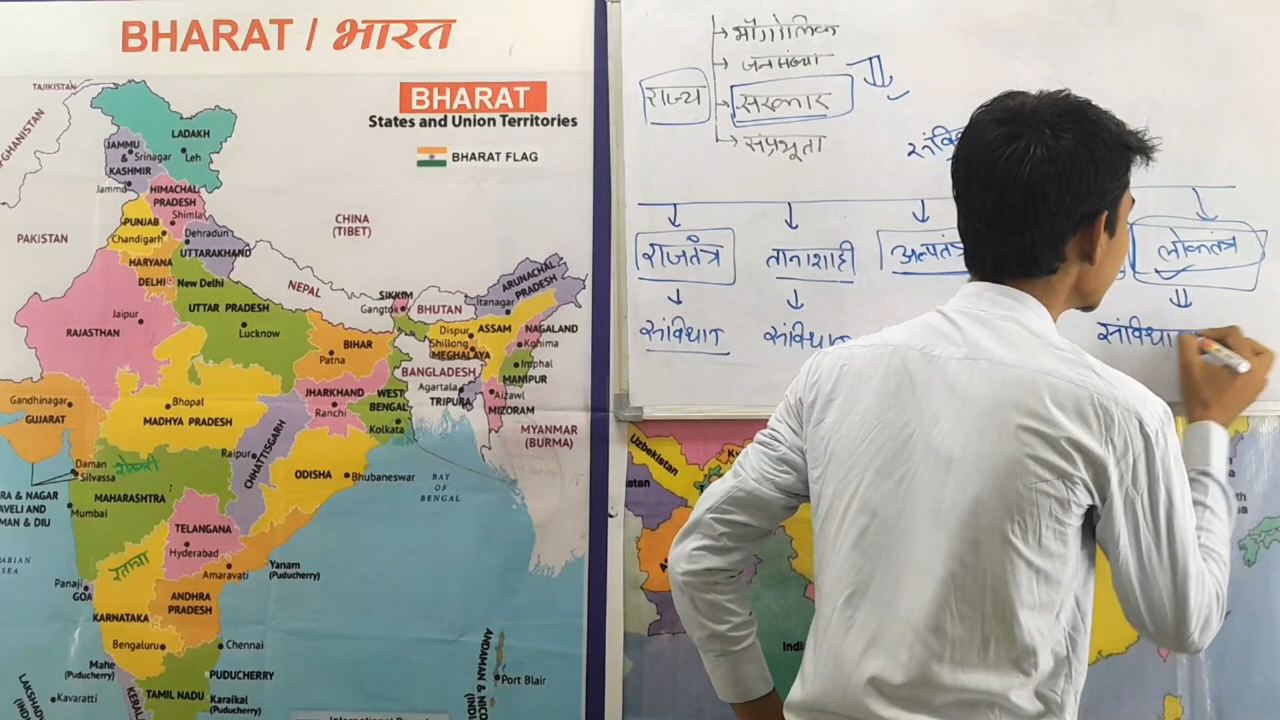 BHARAT / भारत
BHARAT
States and Union Territories
BHARAT FLAG
TAJIKISTAN
LADAKH
Leh
JAMMU
&
KASHMIR
Srinagar
Jammu
HIMACHAL
PRADESH
Shimla
PUNJAB
Chandigarh
Dehradun
UTTARAKHAND
HARYANA
DELHI
New Delhi
PAKISTAN
CHINA
(TIBET)
NEPAL
RAJASTHAN
Jaipur
UTTAR PRADESH
Lucknow
BIHAR
Patna
SIKKIM
Gangtok
BHUTAN
ARUNACHAL
PRADESH
Itanagar
ASSAM
Dispur
Shillong
MEGHALAYA
NAGALAND
Kohima
Imphal
MANIPUR
BANGLADESH
Agartala
TRIPURA
Aizawl
MIZORAM
MYANMAR
(BURMA)
Gandhinagar
GUJARAT
Bhopal
MADHYA PRADESH
JHARKHAND
Ranchi
WEST
BENGAL
Kolkata
Raipur
CHHATTISGARH
ODISHA
Bhubaneswar
BAY
OF
BENGAL
Daman
Silvassa
MAHARASHTRA
Mumbai
TELANGANA
Hyderabad
Amaravati
Yanam
(Puducherry)
ANDHRA
PRADESH
Panaji
GOA
KARNATAKA
Bengaluru
Chennai
Mahe
(Puducherry)
PUDUCHERRY
Karaikal
(Puducherry)
TAMIL NADU
Kavaratti
Port Blair
SEA
भौगोलिक
जनसंख्या
राज्य
सरकार
संप्रभूता
राजतंत्र तानाशाही लोकतंत्र
संविधान
Uzbekistan